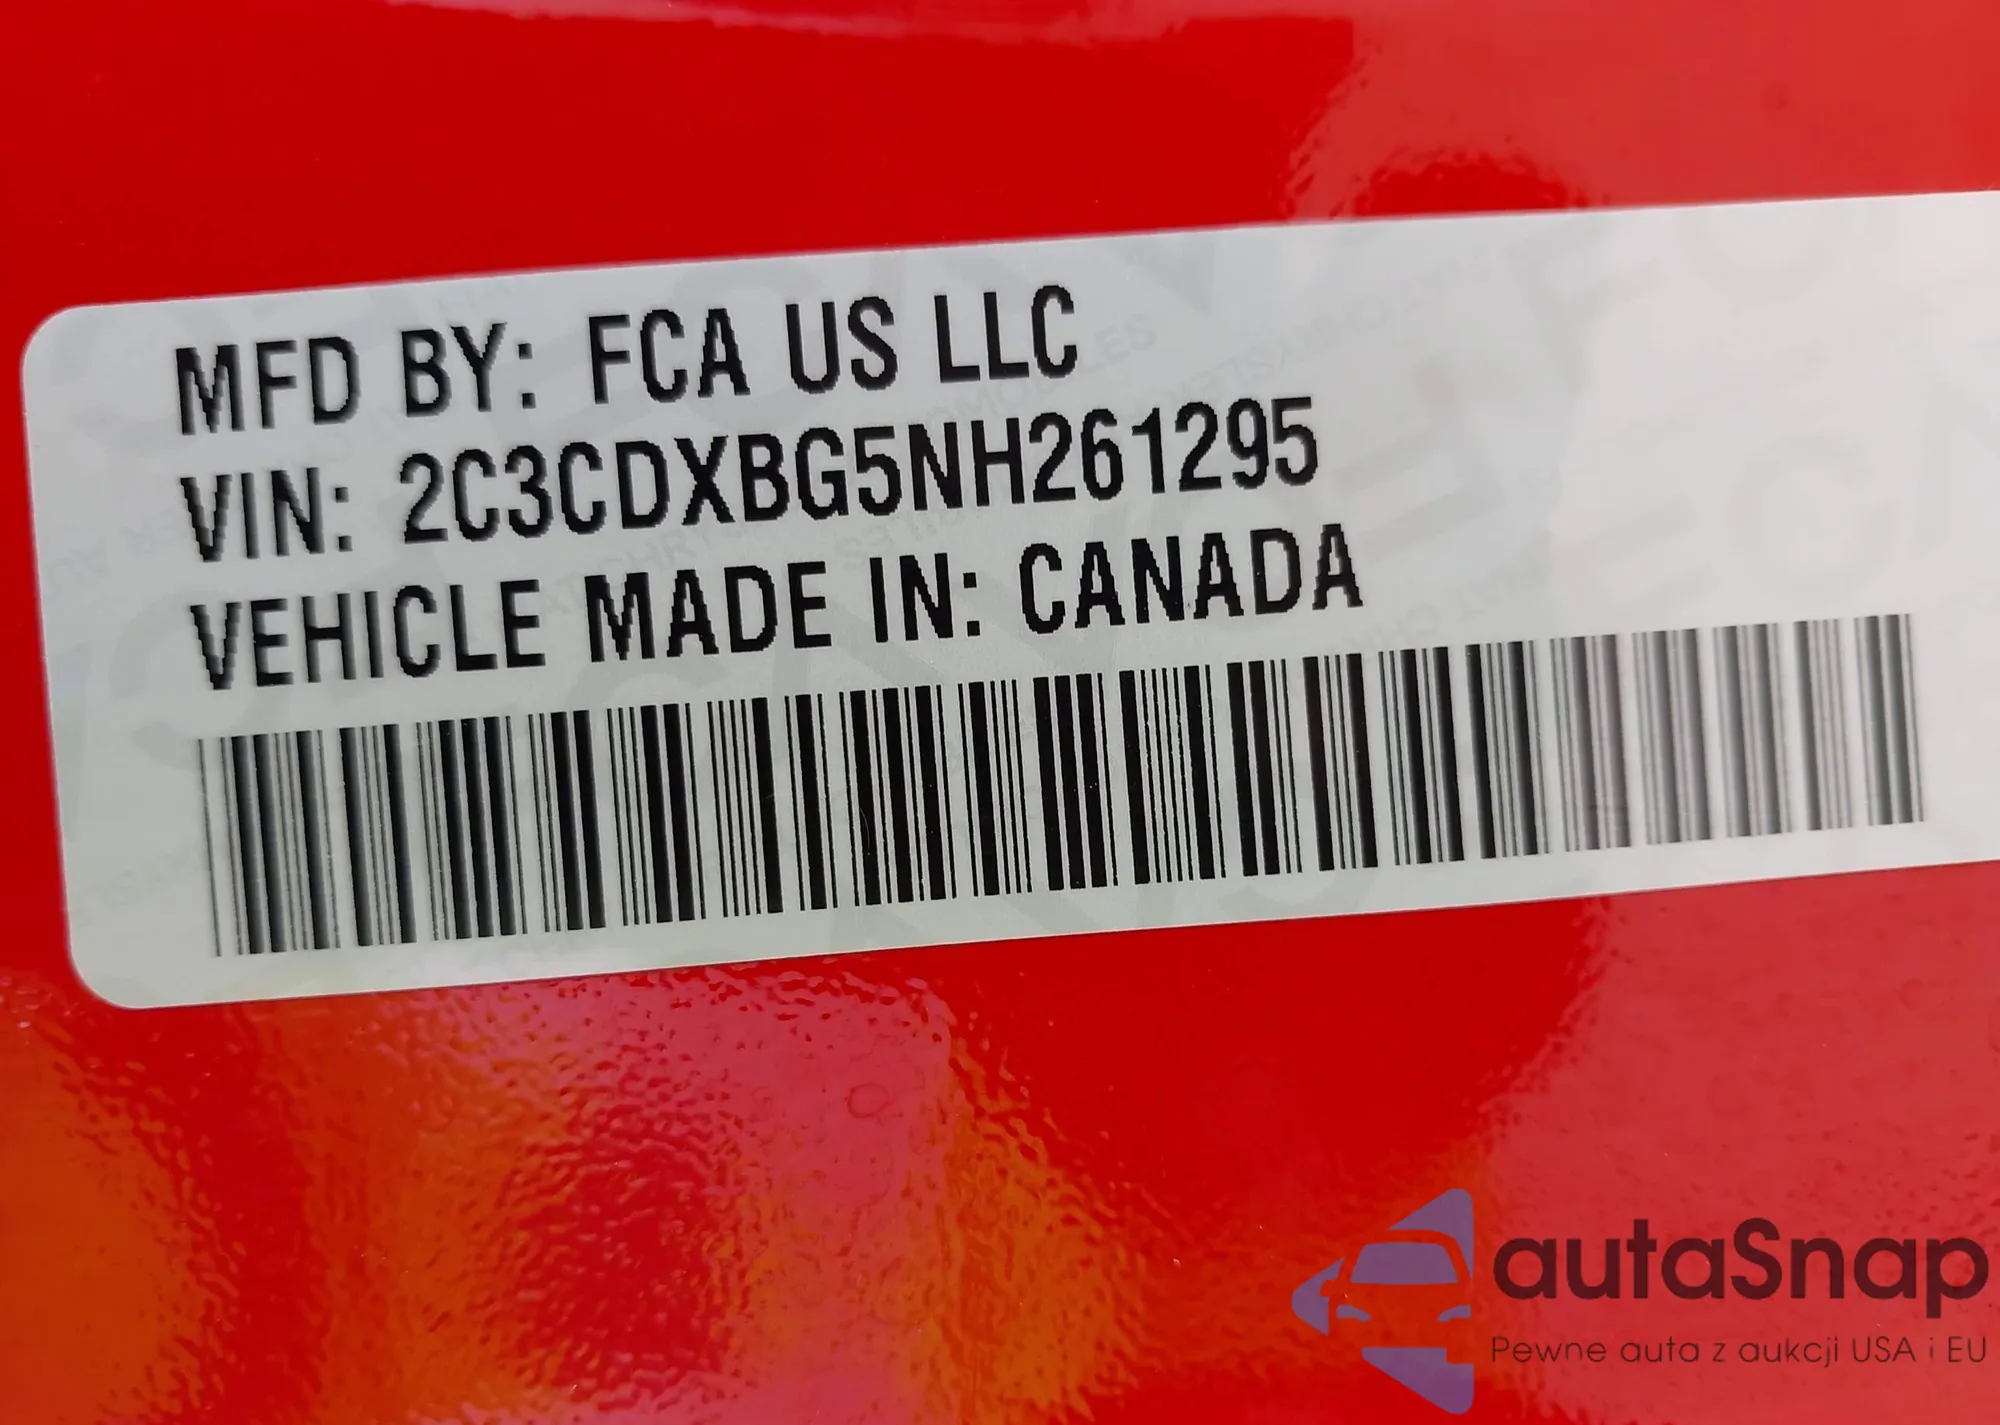 MFD BY: FCA US LLC
VIN: 2C3CDXBG5NH261295
VEHICLE MADE IN: CANADA
autaSnap
Pewne auta z aukcji USA i EU